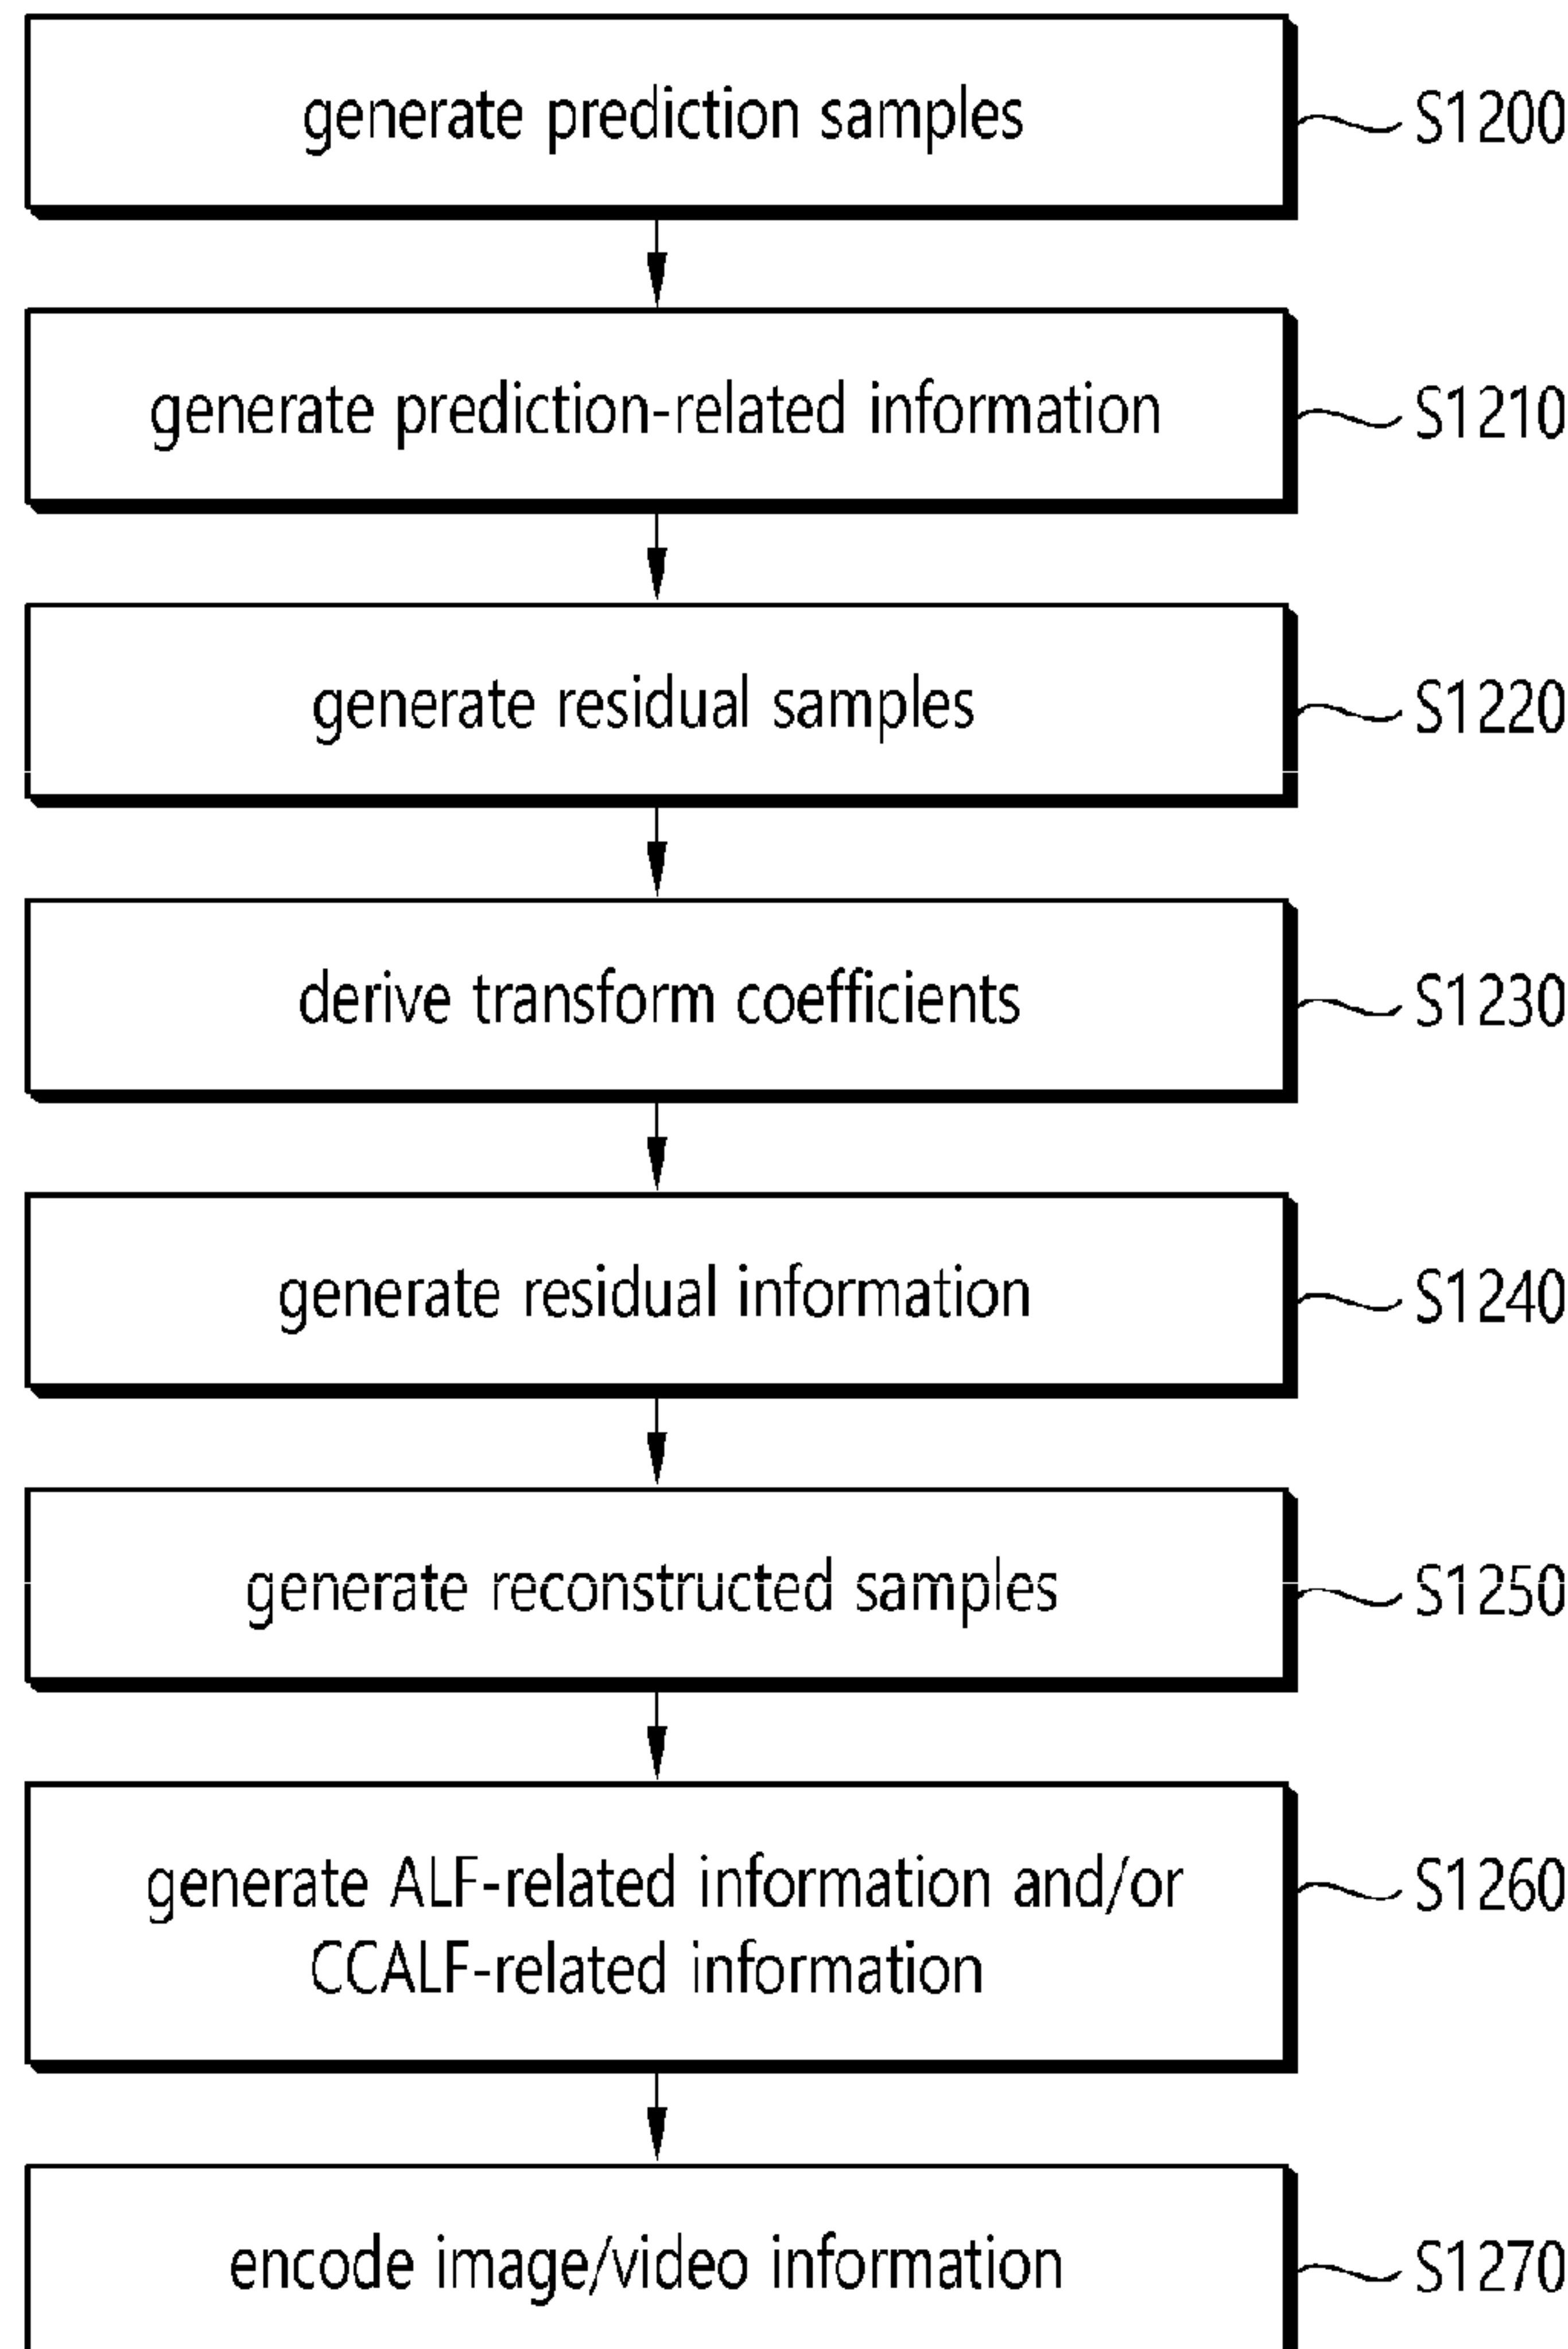 generate prediction samples
S1200
generate prediction-related information
S1210
generate residual samples
S1220
derive transform coefficients
S1230
generate residual information
S1240
generate reconstructed samples
S1250
generate ALF-related information and/or
CCALF-related information
S1260
encode image/video information
S1270